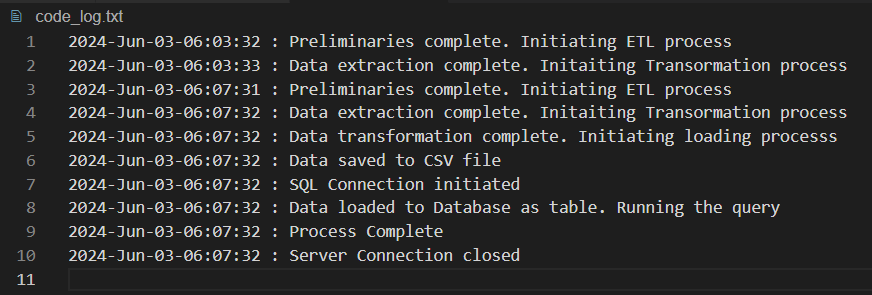 code_log.txt
1 2024-Jun-03-06:03:32 : Preliminaries complete. Initiating ETL process
2 2024-Jun-03-06:03:33 : Data extraction complete. Initaiting Transormation process
3 2024-Jun-03-06:07:31 : Preliminaries complete. Initiating ETL process
4 2024-Jun-03-06:07:32 : Data extraction complete. Initaiting Transormation process
5 2024-Jun-03-06:07:32 : Data transformation complete. Initiating loading processs
6 2024-Jun-03-06:07:32 : Data saved to CSV file
7 2024-Jun-03-06:07:32 : SQL Connection initiated
8 2024-Jun-03-06:07:32 : Data loaded to Database as table. Running the query
9 2024-Jun-03-06:07:32 : Process Complete
10 2024-Jun-03-06:07:32 : Server Connection closed
11